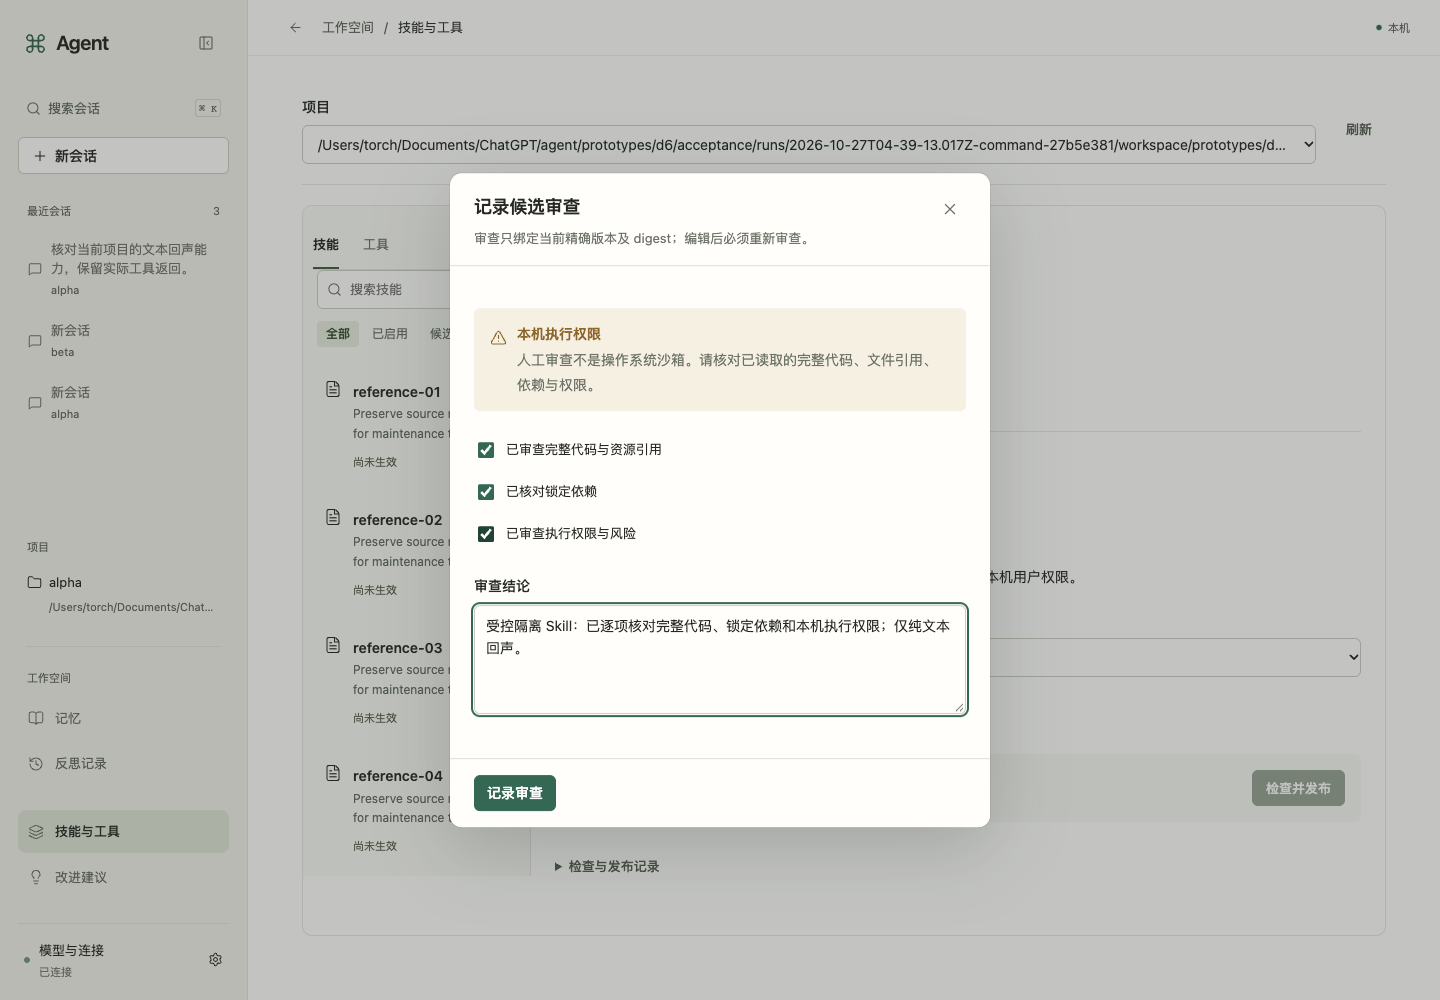 Agent
搜索会话
⌘ K
新会话
最近会话 3
核对当前项目的文本回声能
力，保留实际工具返回。
alpha
新会话
beta
新会话
alpha
项目
alpha
/Users/torch/Documents/Chat...
工作空间
记忆
反思记录
技能与工具
改进建议
模型与连接
已连接
工作空间 / 技能与工具
本机
项目
/Users/torch/Documents/ChatGPT/agent/prototypes/d6/acceptance/runs/2026-10-27T04-39-13.017Z-command-27b5e381/workspace/prototypes/d...
刷新
技能 工具
搜索技能
全部 已启用
reference-01
Preserve source
for maintenance
尚未生效
reference-02
Preserve source
for maintenance
尚未生效
reference-03
Preserve source
for maintenance
尚未生效
reference-04
Preserve source
for maintenance
尚未生效
本机用户权限。
检查并发布
检查与发布记录
记录候选审查
审查只绑定当前精确版本及 digest；编辑后必须重新审查。
本机执行权限
人工审查不是操作系统沙箱。请核对已读取的完整代码、文件引用、
依赖与权限。
已审查完整代码与资源引用
已核对锁定依赖
已审查执行权限与风险
审查结论
受控隔离 Skill：已逐项核对完整代码、锁定依赖和本机执行权限；仅纯文本
回声。
记录审查